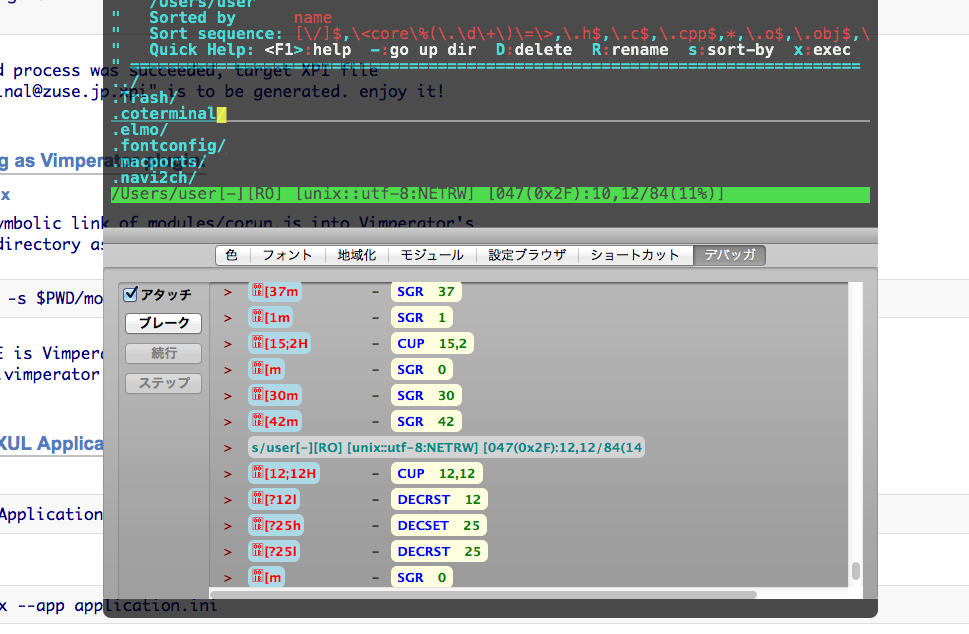 /Users/user
" Sorted by name
" Sort sequence: [\/]$,\<core\%(\.\d\+\)\=\>,\.h$,\.c$,\.cpp$,*,\.o$,\.obj$,\
" Quick Help: <F1>:help -:go up dir D:delete R:rename s:sort-by x:exec
" ============================================================================
d process was succeeded, target XPI file
../
inal@zuse.jp.xpi" is to be generated. enjoy it!
.Trash/
.coterminal/
.elmo/
.fontconfig/
g as Vimperator plugin
.macports/
.navi2ch/
x
/Users/user[-][RO] [unix::utf-8:NETRW] [047(0x2F):10,12/84(11%)]
ymbolic link of modules/corun.js into Vimperator's
directory as
色 フォント 地域化 モジュール 設定ブラウザ ショートカット デバッガ
アタッチ
ブレーク
続行
ステップ
-s $PWD/mo
E is Vimpera
.vimperator
XUL Applica
Application
x --app application.ini
> [37m - SGR 37
> [1m - SGR 1
> [15;2H - CUP 15,2
> [m - SGR 0
> [30m - SGR 30
> [42m - SGR 42
> s/user[-][RO] [unix::utf-8:NETRW] [047(0x2F):12,12/84(14
> [12;12H - CUP 12,12
> [?12l - DECRST 12
> [?25h - DECSET 25
> [?25l - DECRST 25
> [m - SGR 0